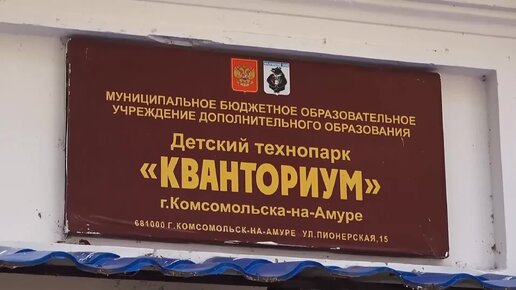 МУНИЦИПАЛЬНОЕ БЮДЖЕТНОЕ ОБРАЗОВАТЕЛЬНОЕ
УЧРЕЖДЕНИЕ ДОПОЛНИТЕЛЬНОГО ОБРАЗОВАНИЯ
Детский технопарк
«КВАНТОРИУМ»
г.Комсомольска-на-Амуре
681000 Г.КОМСОМОЛЬСК-НА-АМУРЕ УЛ.ПИОНЕРСКАЯ,15